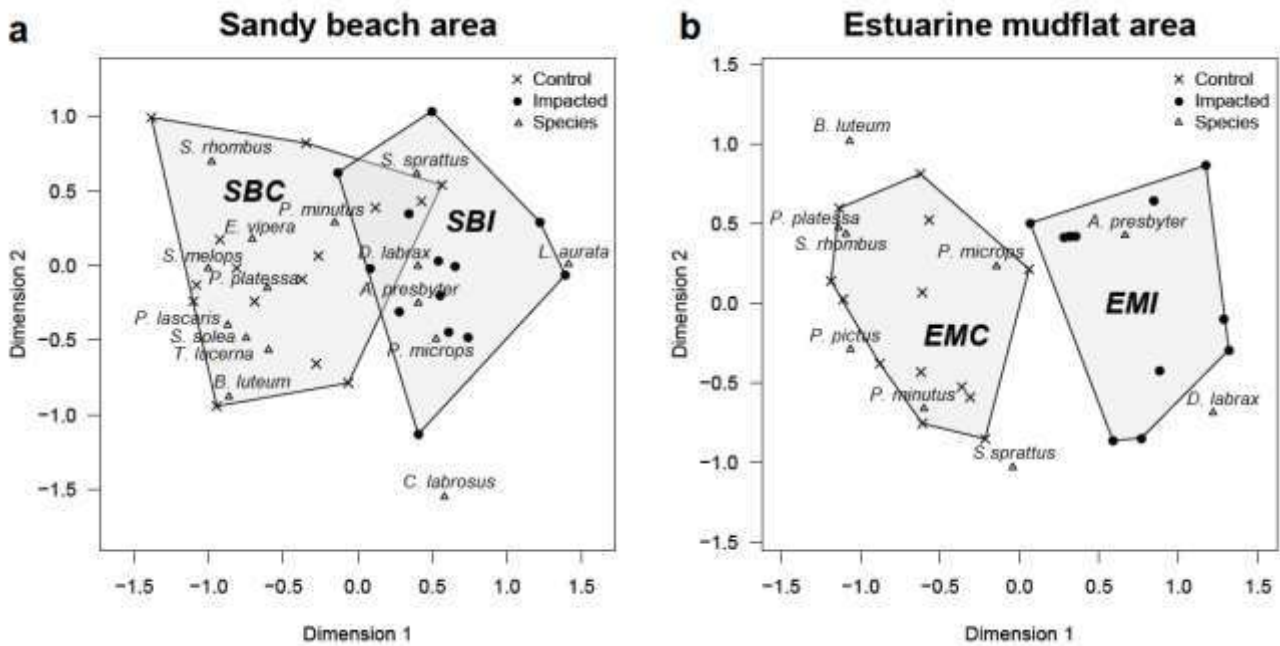 a
Sandy beach area
× Control
● Impacted
▵ Species
1.0
0.5
0.0
−0.5
−1.0
−1.5
Dimension 2
S. rhombus
S. sprattus
SBC
P. minutus
SBI
E. vipera
S. melops
D. labrax
L. aurata
P. platessa
A. presbyter
P. lascaris
S. solea
T. lucerna
P. microps
B. luteum
C. labrosus
−1.5 −1.0 −0.5 0.0 0.5 1.0 1.5
Dimension 1
b
Estuarine mudflat area
× Control
● Impacted
▵ Species
1.5
1.0
0.5
0.0
−0.5
−1.0
−1.5
Dimension 2
B. luteum
P. platessa
S. rhombus
A. presbyter
P. microps
EMI
EMC
P. pictus
P. minutus
D. labrax
S. sprattus
−1.5 −1.0 −0.5 0.0 0.5 1.0 1.5
Dimension 1